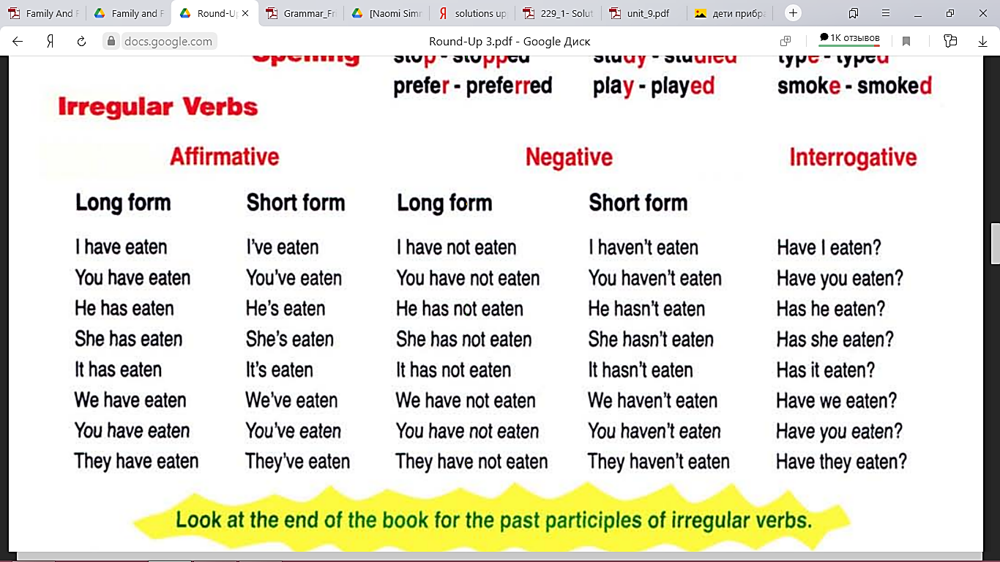 Family And F
Family and F
Round-U
Grammar_Fr
[Naomi Simr
solutions up
229_1- Solut
unit_9.pdf
дети прибра
docs.google.com
Round-Up 3.pdf - Google Диск
1К отзывов
Spelling
stop - stopped study - studied type - typed
prefer - preferred play - played smoke - smoked
Irregular Verbs
Affirmative Negative Interrogative
Long form Short form Long form Short form
I have eaten I've eaten I have not eaten I haven't eaten Have I eaten?
You have eaten You've eaten You have not eaten You haven't eaten Have you eaten?
He has eaten He's eaten He has not eaten He hasn't eaten Has he eaten?
She has eaten She's eaten She has not eaten She hasn't eaten Has she eaten?
It has eaten It's eaten It has not eaten It hasn't eaten Has it eaten?
We have eaten We've eaten We have not eaten We haven't eaten Have we eaten?
You have eaten You've eaten You have not eaten You haven't eaten Have you eaten?
They have eaten They've eaten They have not eaten They haven't eaten Have they eaten?
Look at the end of the book for the past participles of irregular verbs.